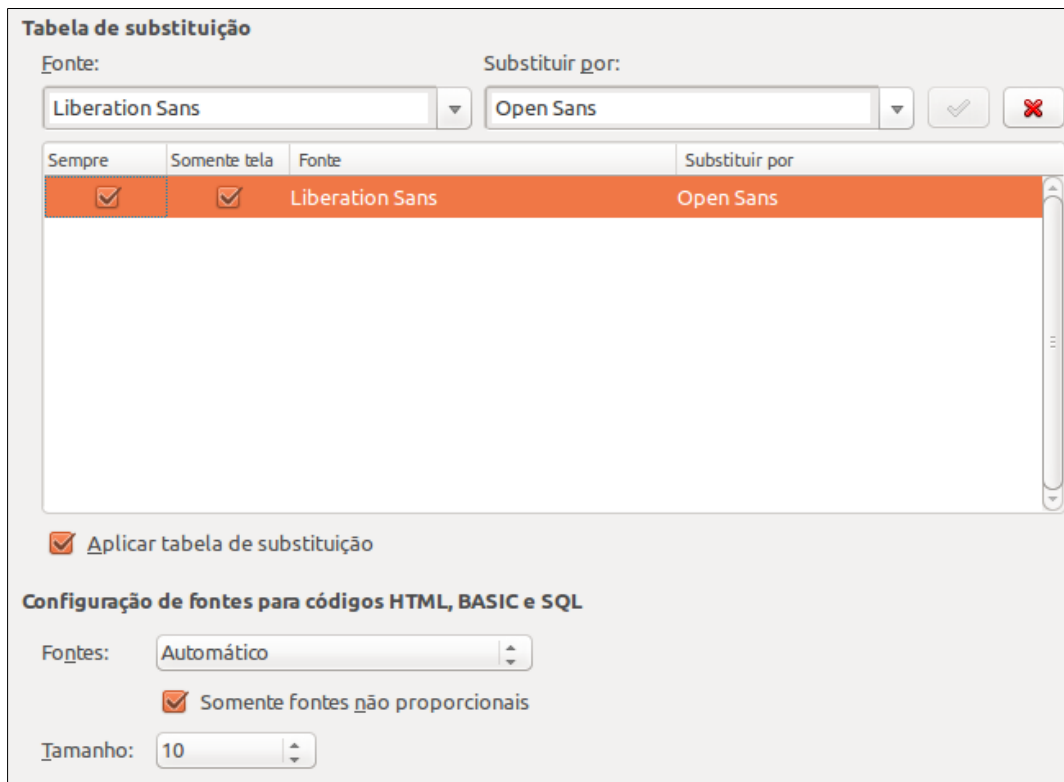 Tabela de substituição
Fonte: Substituir por:
Liberation Sans Open Sans
Sempre Somente tela Fonte Substituir por
Liberation Sans Open Sans
Aplicar tabela de substituição
Configuração de fontes para códigos HTML, BASIC e SQL
Fontes: Automático
Somente fontes não proporcionais
Tamanho: 10